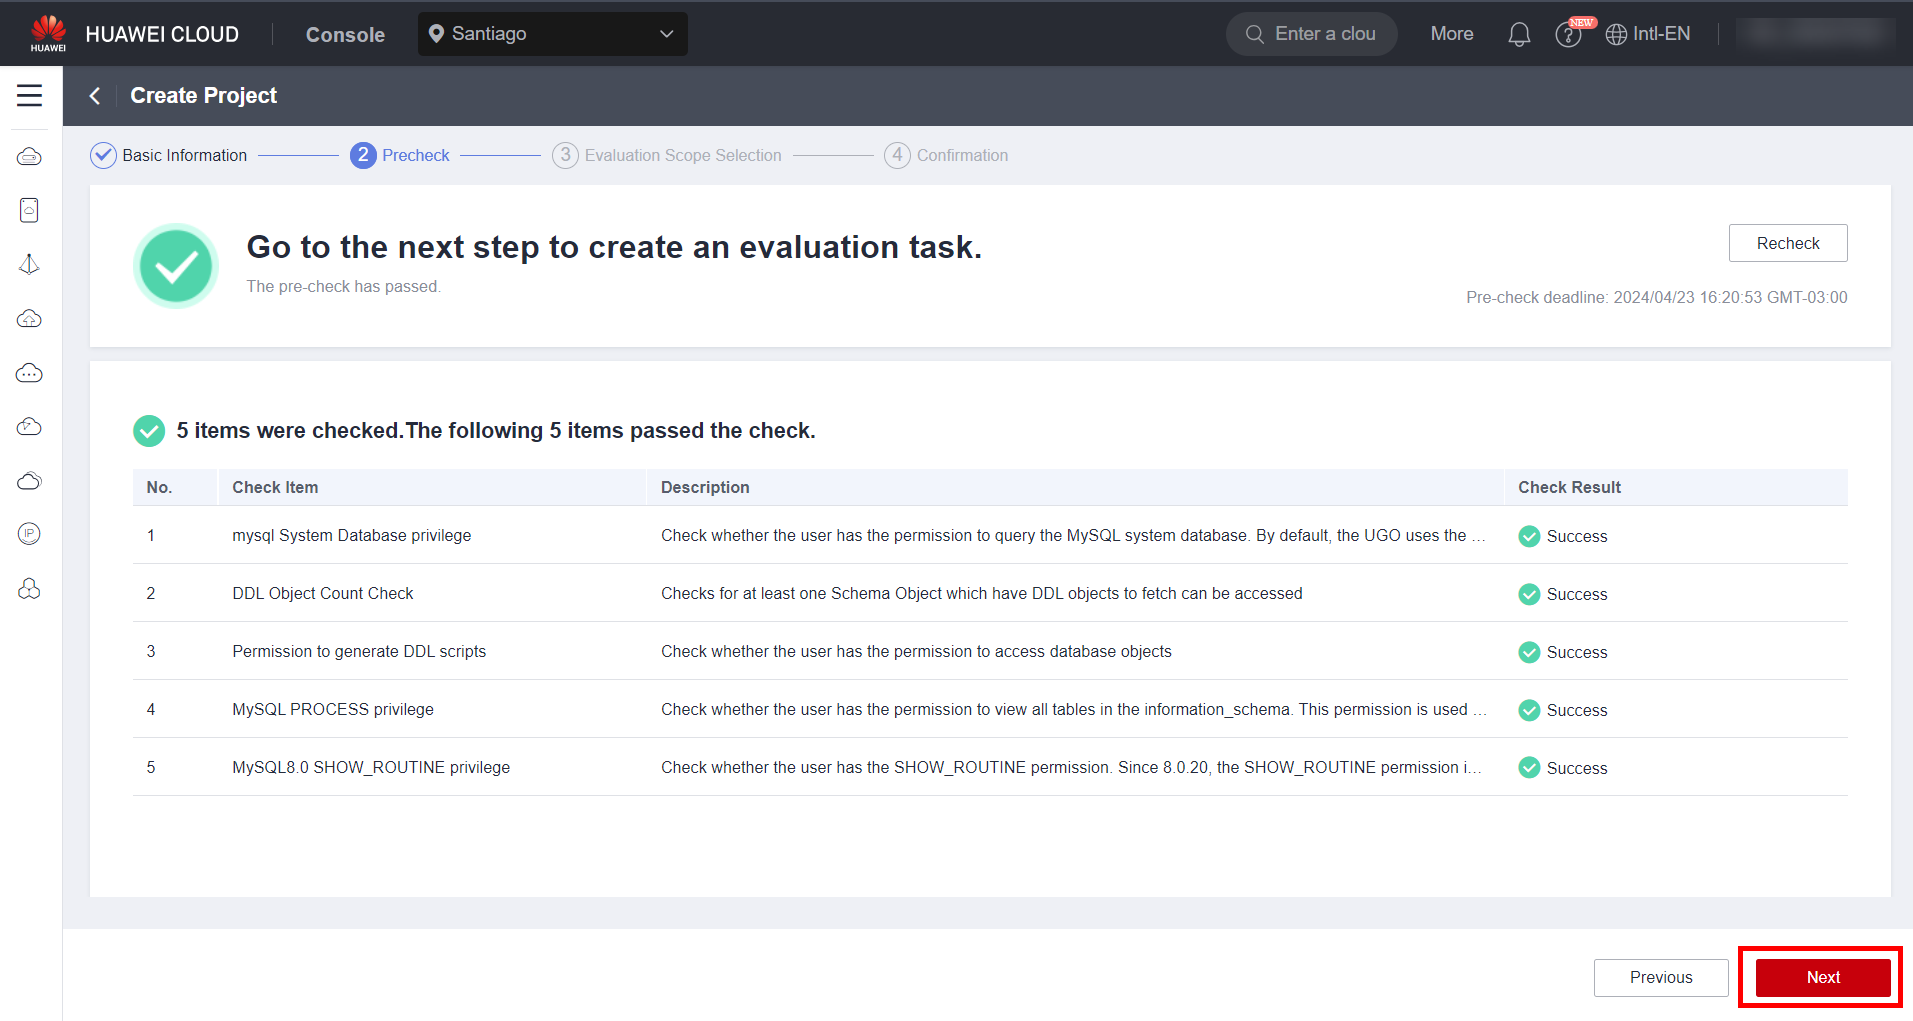 HUAWEI
HUAWEI CLOUD
Console
Santiago
Enter a clou
More
NEW
?
Intl-EN
Create Project
Basic Information
2 Precheck
3 Evaluation Scope Selection
4 Confirmation
Go to the next step to create an evaluation task.
The pre-check has passed.
Recheck
Pre-check deadline: 2024/04/23 16:20:53 GMT-03:00
5 items were checked.The following 5 items passed the check.
No. Check Item Description Check Result
1 mysql System Database privilege Check whether the user has the permission to query the MySQL system database. By default, the UGO uses the ... Success
2 DDL Object Count Check Checks for at least one Schema Object which have DDL objects to fetch can be accessed Success
3 Permission to generate DDL scripts Check whether the user has the permission to access database objects Success
4 MySQL PROCESS privilege Check whether the user has the permission to view all tables in the information_schema. This permission is used ... Success
5 MySQL8.0 SHOW_ROUTINE privilege Check whether the user has the SHOW_ROUTINE permission. Since 8.0.20, the SHOW_ROUTINE permission i... Success
IP
Previous
Next